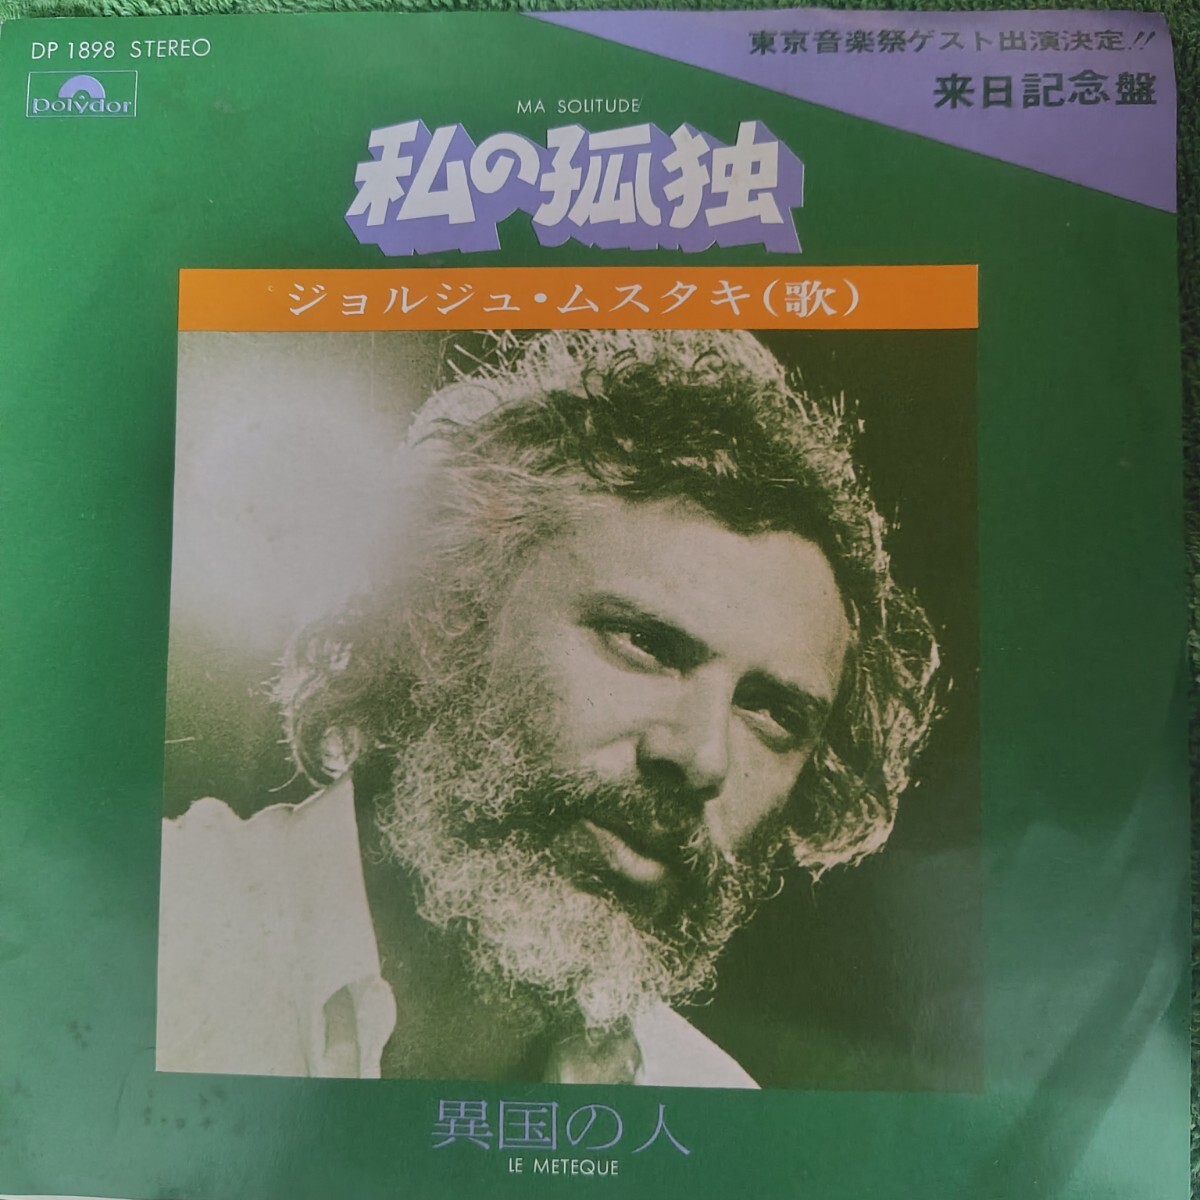 DP 1898 STEREO
polydor
東京音楽祭ゲスト出演決定!!
来日記念盤
MA SOLITUDE
私の孤独
ジョルジュ・ムスタキ(歌)
異国の人
LE METEQUE